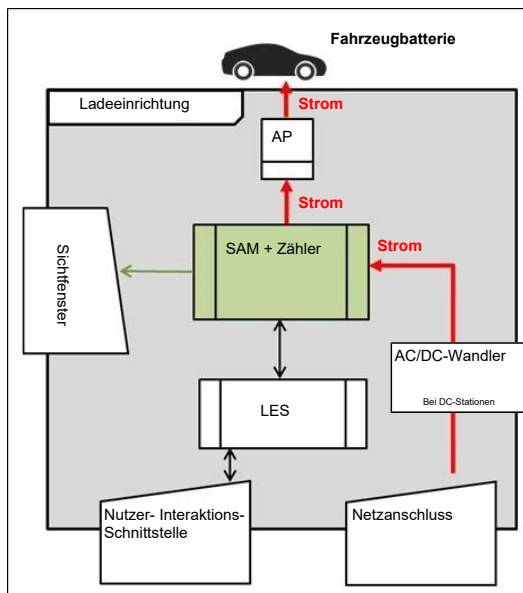 Fahrzeugbatterie
Ladeeinrichtung
Strom
AP
Strom
Sichtfenster
SAM + Zähler
Strom
AC/DC-Wandler
Bei DC-Stationen
LES
Nutzer- Interaktions-
Schnittstelle
Netzanschluss